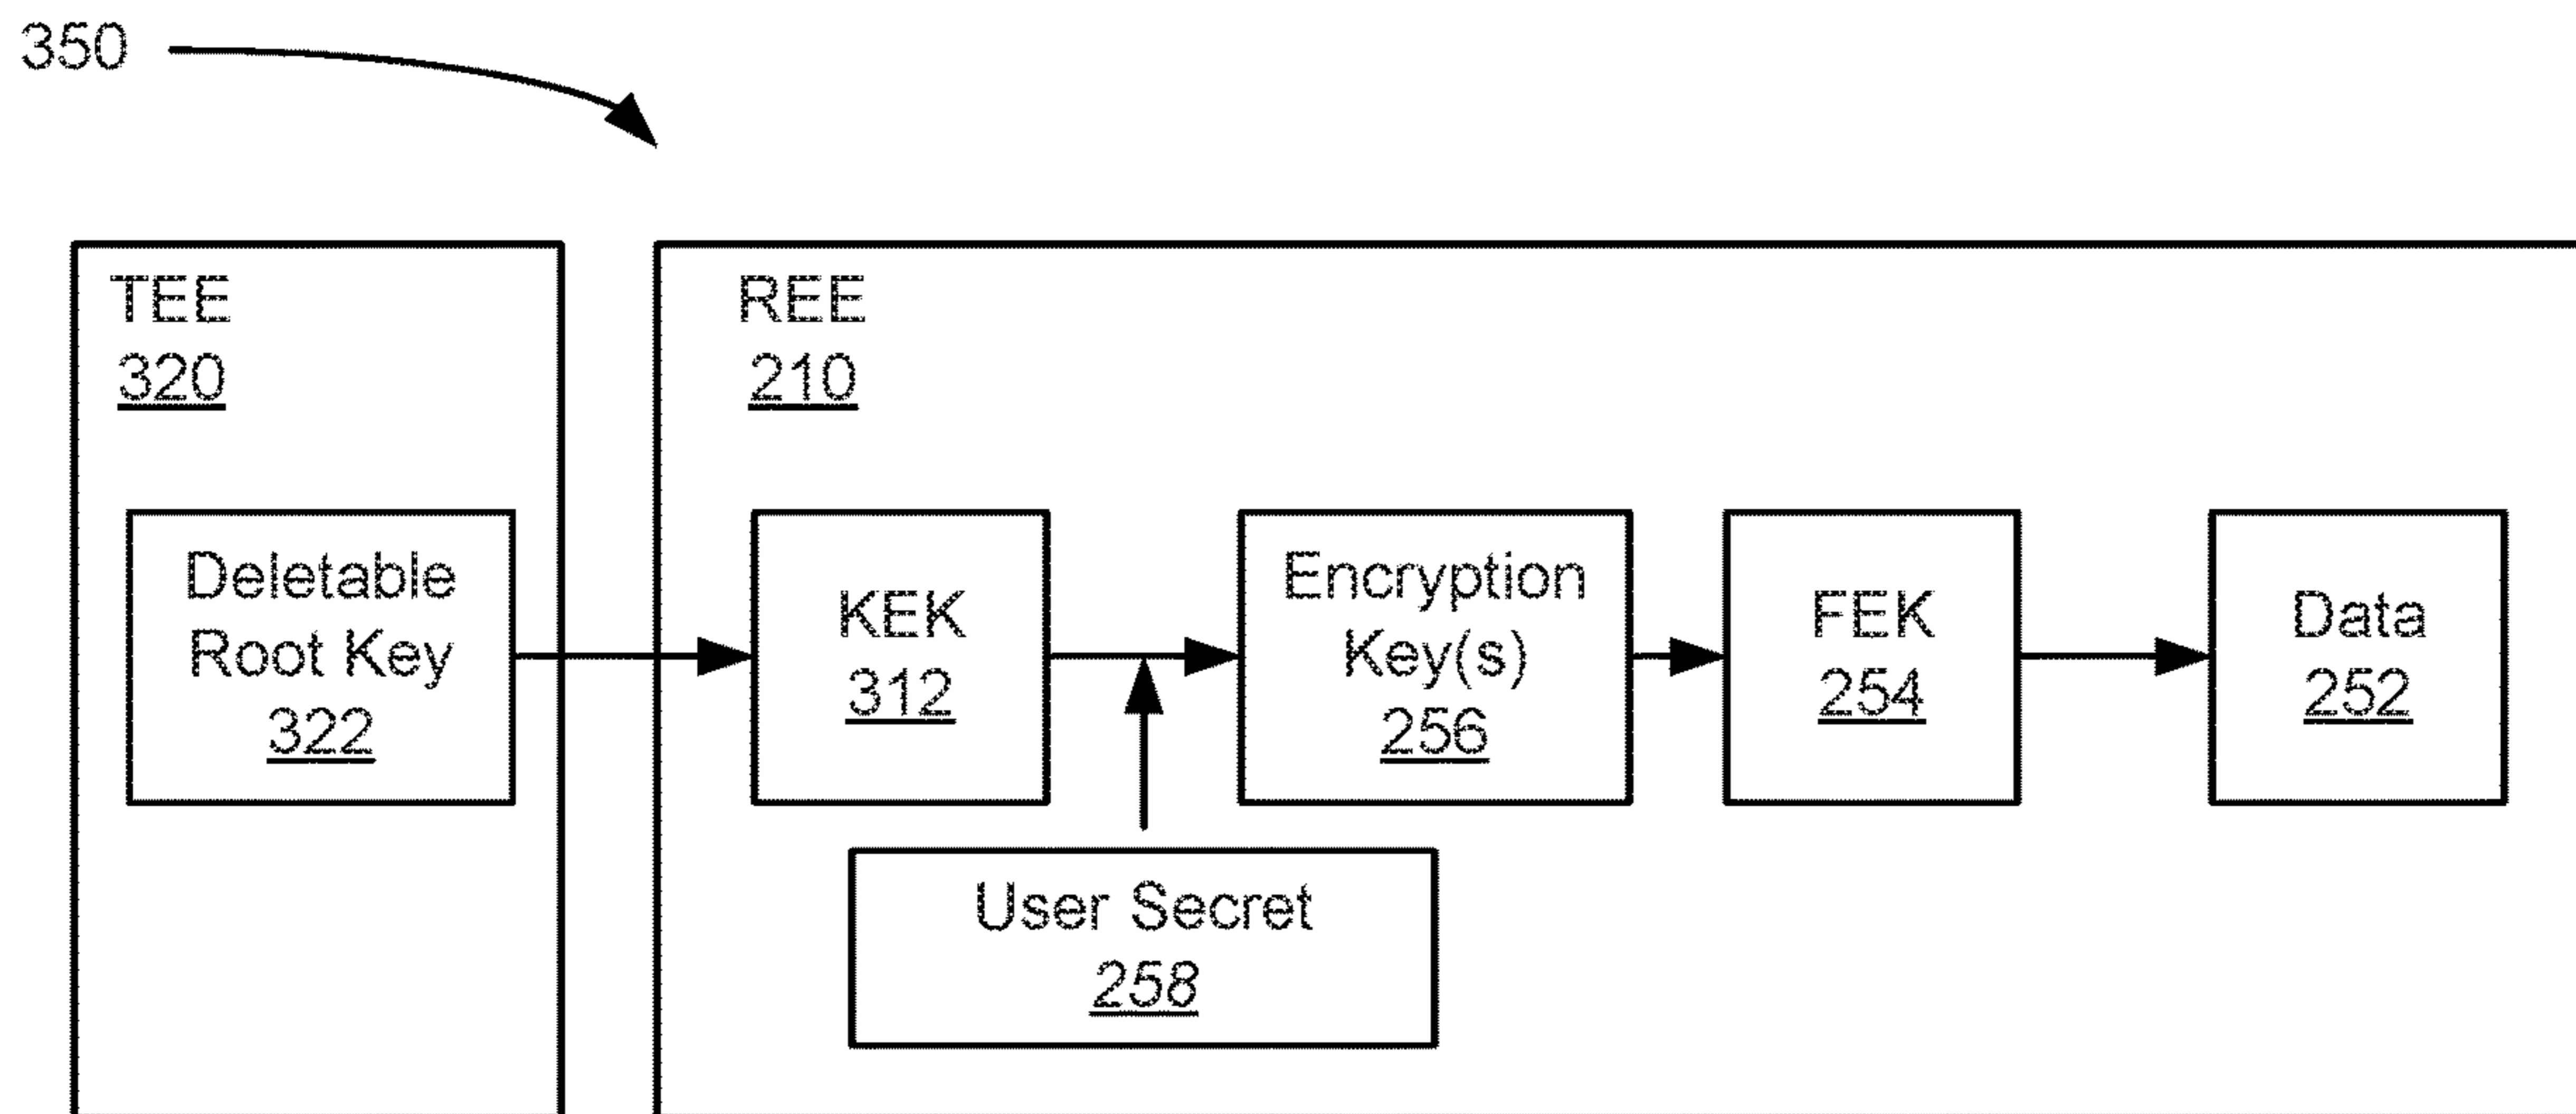 350
TEE
320
REE
210
Deletable
Root Key
322
KEK
312
Encryption
Key(s)
256
FEK
254
Data
252
User Secret
258